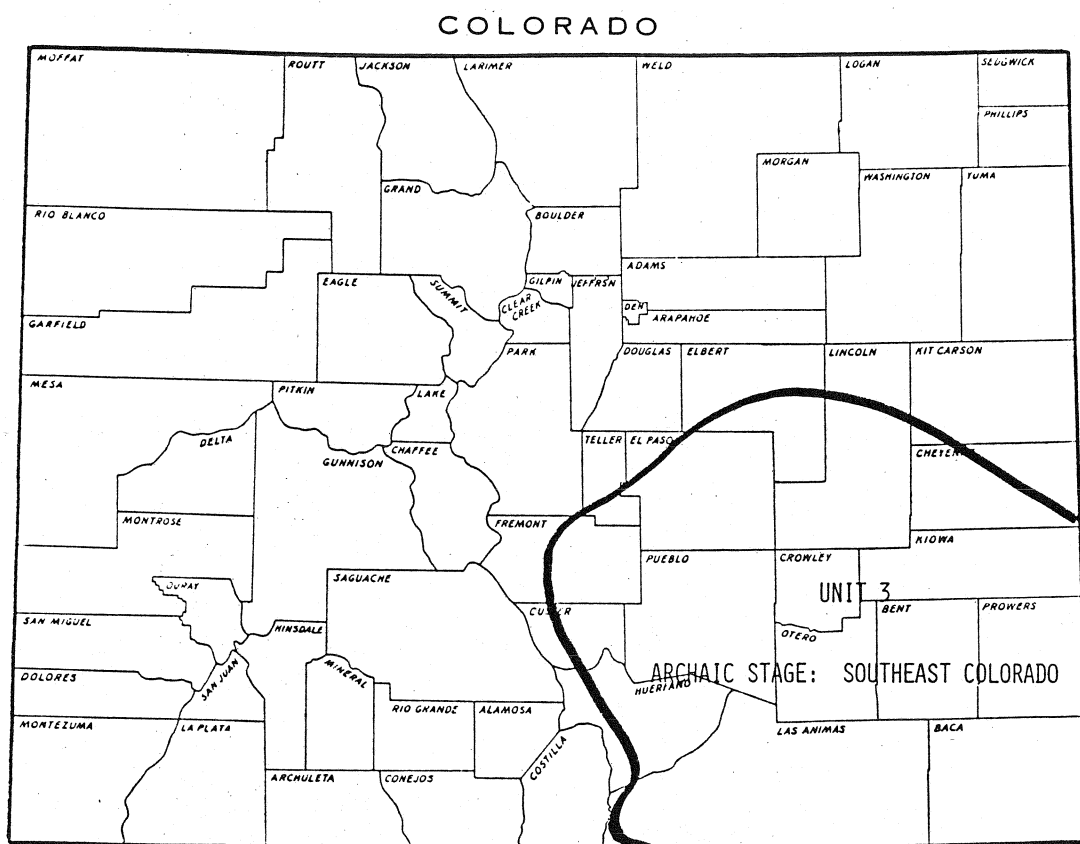 COLORADO
MOFFAT
ROUTT
JACKSON
LARIMER
WELD
LOGAN
SEDGWICK
PHILLIPS
MORGAN
WASHINGTON
YUMA
GRAND
RIO BLANCO
BOULDER
ADAMS
EAGLE
SUMMIT
GILPIN
JEFFRSN
CLEAR
CREEK
DEN
ARAPAHOE
GARFIELD
PARK
DOUGLAS
ELBERT
LINCOLN
KIT CARSON
MESA
PITKIN
LAKE
DELTA
GUNNISON
CHAFFEE
TELLER
EL PASO
CHEYENNE
MONTROSE
FREMONT
KIOWA
PUEBLO
CROWLEY
OURAY
SAGUACHE
UNIT 3
CUSTER
BENT
PROWERS
SAN MIGUEL
HINSDALE
OTERO
ARCHAIC STAGE: SOUTHEAST COLORADO
DOLORES
SAN JUAN
MINERAL
HUERFANO
RIO GRANDE
ALAMOSA
MONTEZUMA
LA PLATA
COSTILLA
LAS ANIMAS
BACA
ARCHULETA
CONEJOS